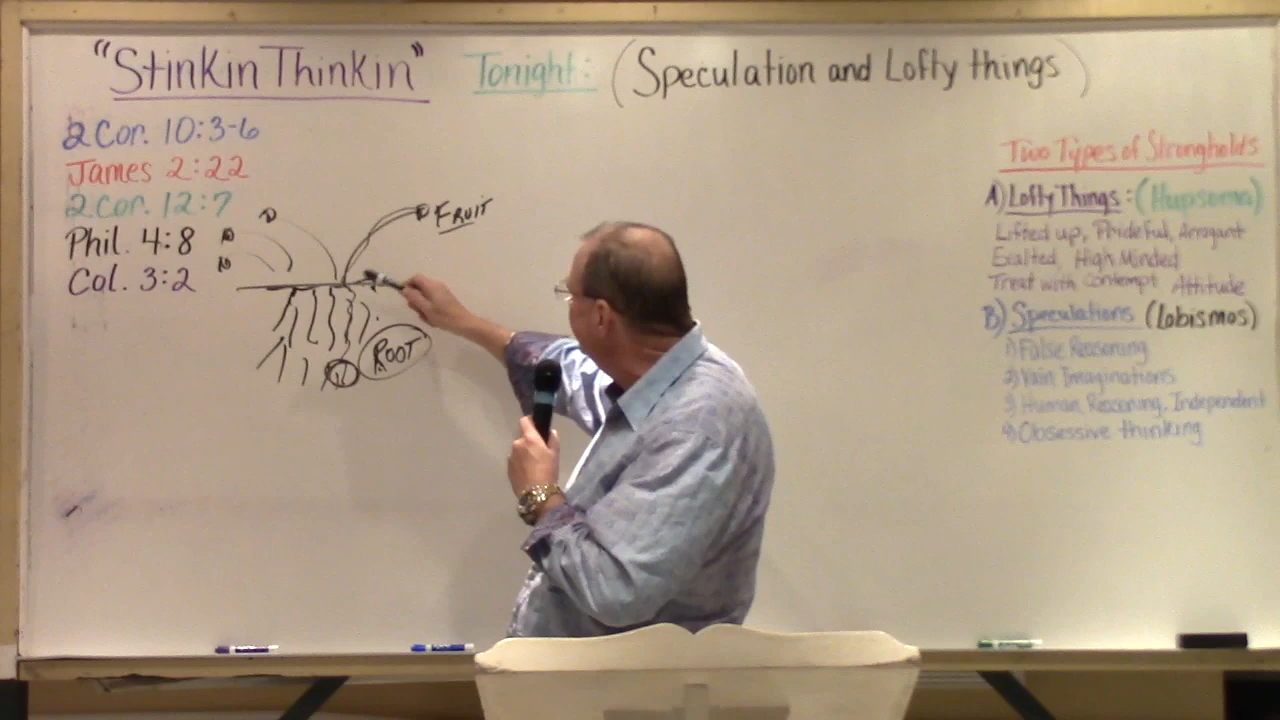 "Stinkin Thinkin" Tonight: (Speculation and Lofty things)
2 Cor. 10:3-6
James 2:22
2 Cor. 12:7
Phil. 4:8
Col. 3:2
FRUIT
ROOT
Two Types of Strongholds
A) Lofty Things: (Hupsoma)
Lifted up, Prideful, Arrogant
Exalted, High Minded
Treat with contempt Attitude
B) Speculations (Lobismos)
1) False Reasoning
2) Vain Imaginations
3) Human Reasoning, Independent
4) Obsessive thinking